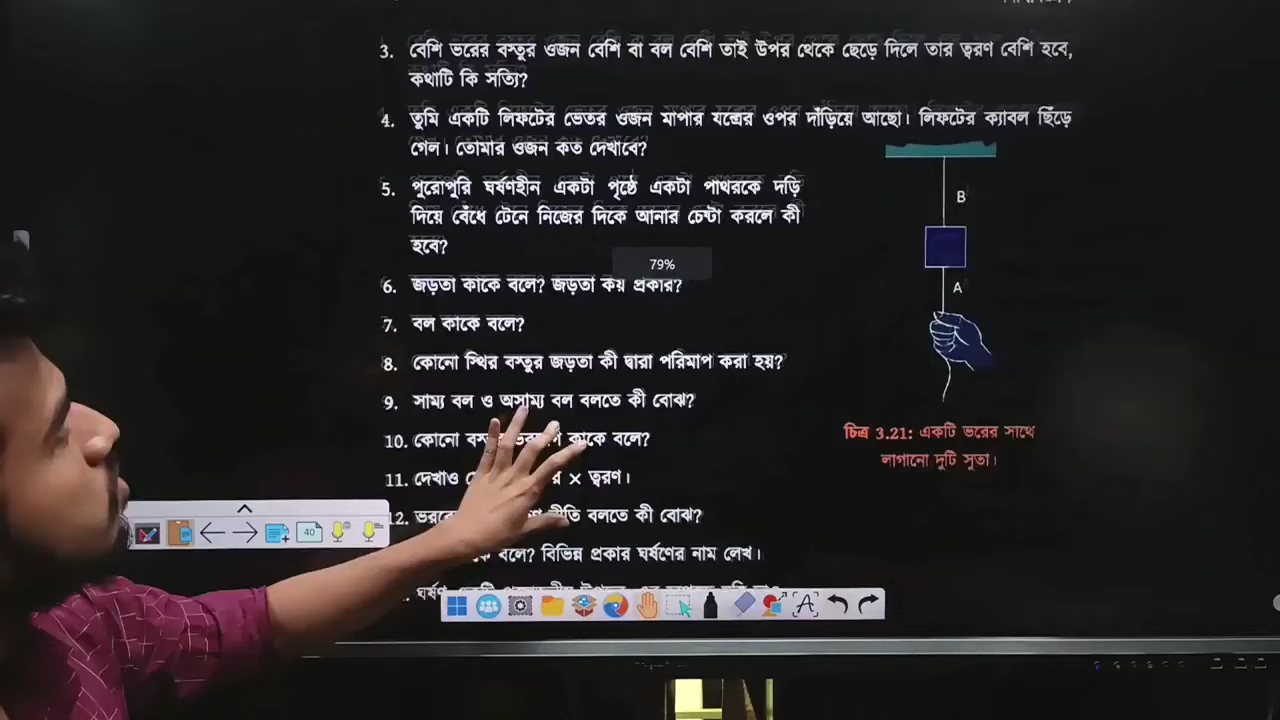 3. বেশি ভরের বস্তুর ওজন বেশি বা বল বেশি তাই উপর থেকে ছেড়ে দিলে তার ত্বরণ বেশি হবে,
কথাটি কি সত্যি?
4. তুমি একটি লিফটের ভেতর ওজন মাপার যন্ত্রের ওপর দাঁড়িয়ে আছো। লিফটের ক্যাবল ছিঁড়ে
গেল। তোমার ওজন কত দেখাবে?
5. পুরোপুরি ঘর্ষণহীন একটা পৃষ্ঠে একটা পাথরকে দড়ি
দিয়ে বেঁধে টেনে নিজের দিকে আনার চেষ্টা করলে কী
হবে?
79%
6. জড়তা কাকে বলে? জড়তা কয় প্রকার?
7. বল কাকে বলে?
8. কোনো স্থির বস্তুর জড়তা কী দ্বারা পরিমাপ করা হয়?
9. সাম্য বল ও অসাম্য বল বলতে কী বোঝ?
10. কোনো কাকে বলে?
11. দেখাও × ত্বরণ।
12. বলতে কী বোঝ?
বলে? বিভিন্ন প্রকার ঘর্ষণের নাম লেখ।
B
A
চিত্র 3.21: একটি ভরের সাথে
লাগানো দুটি সুতা।
40
A